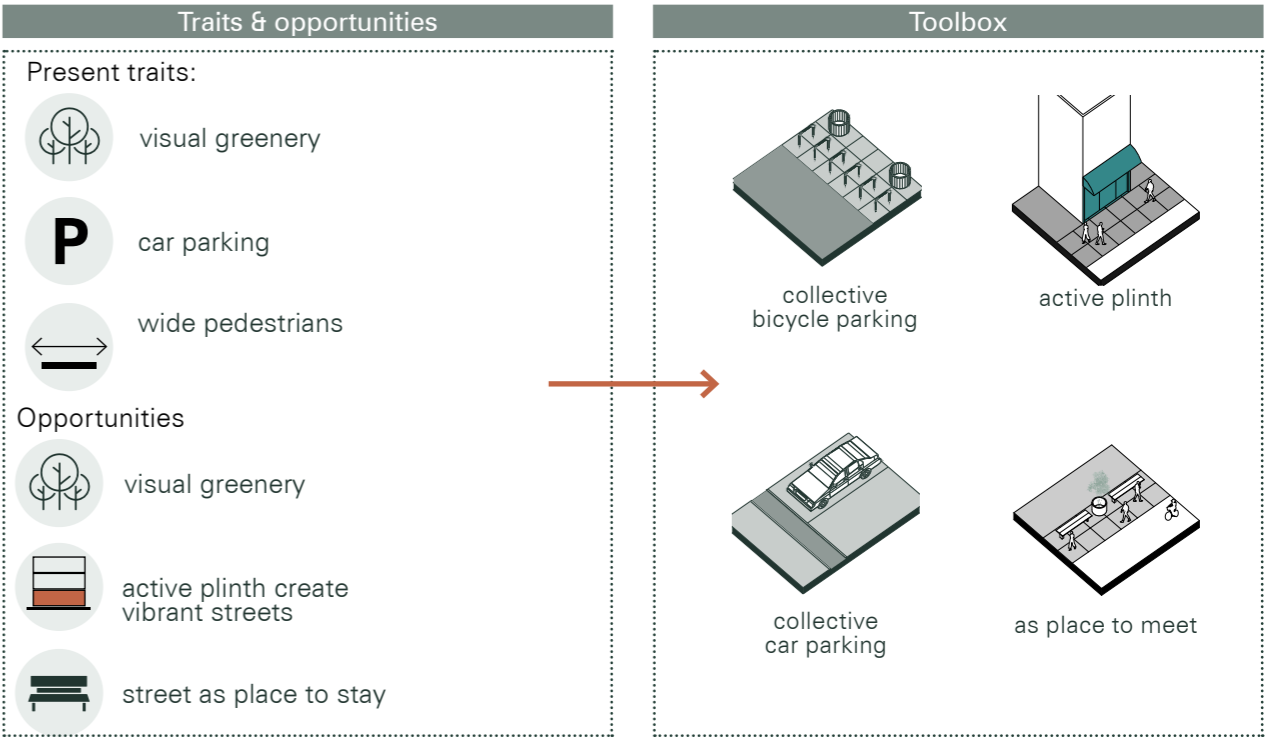 Traits & opportunities
Present traits:
visual greenery
P
car parking
wide pedestrians
Opportunities
visual greenery
active plinth create
vibrant streets
street as place to stay
Toolbox
collective
bicycle parking
active plinth
collective
car parking
as place to meet